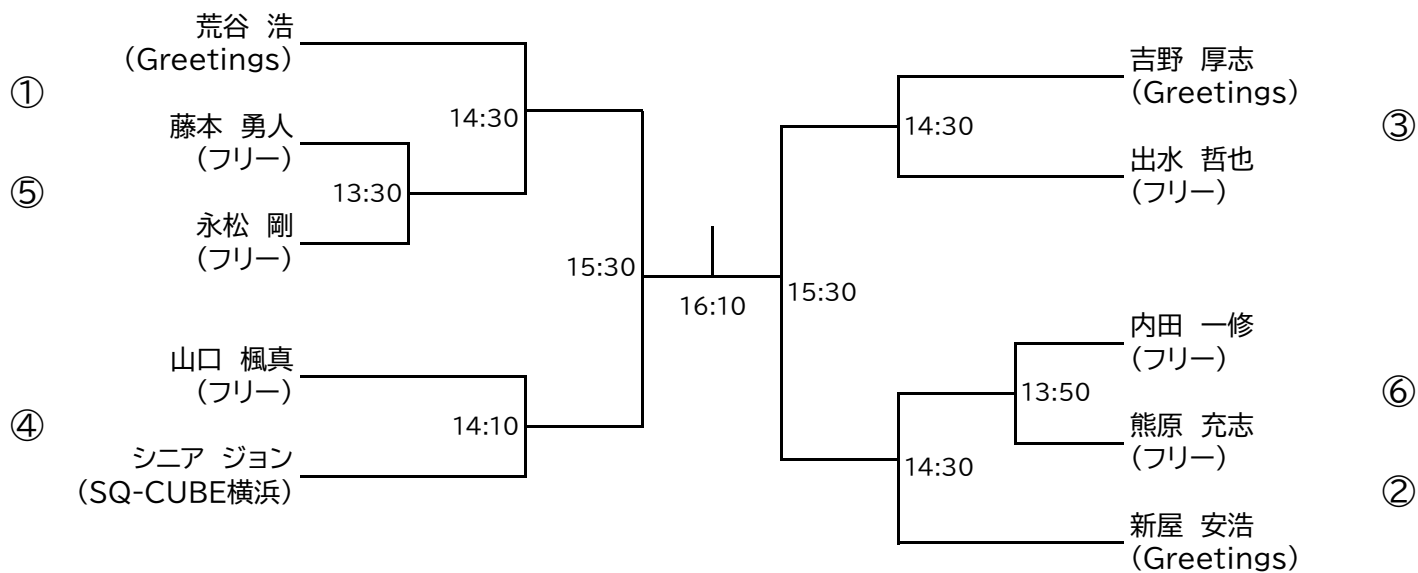 荒谷 浩
（Greetings）
①
藤本 勇人
（フリー）
14:30
⑤
13:30
永松 剛
（フリー）
15:30
山口 楓真
（フリー）
④
14:10
シニア ジョン
（SQ-CUBE横浜）
16:10
吉野 厚志
（Greetings）
14:30
③
出水 哲也
（フリー）
15:30
内田 一修
（フリー）
13:50
⑥
熊原 充志
（フリー）
14:30
②
新屋 安浩
（Greetings）